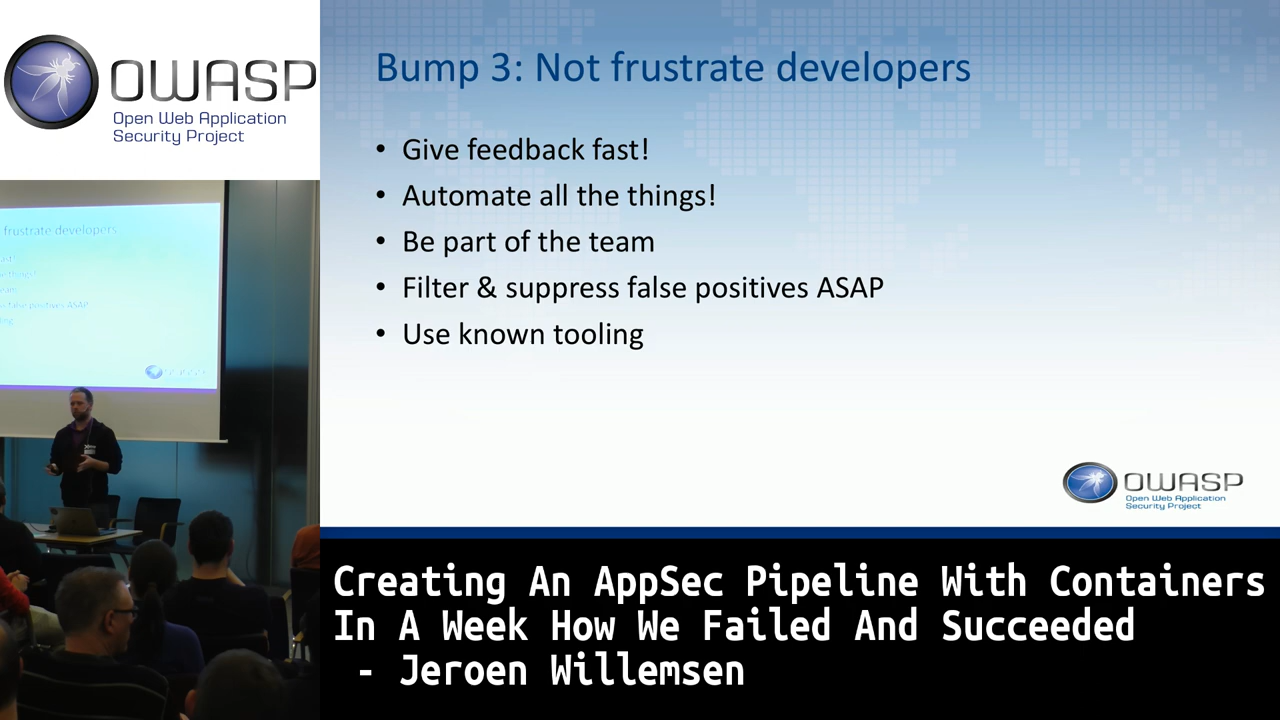 OWASP
Open Web Application
Security Project
frustrate developers
Bump 3: Not frustrate developers
• Give feedback fast!
• Automate all the things!
• Be part of the team
• Filter & suppress false positives ASAP
• Use known tooling
OWASP
Open Web Application
Security Project
Creating An AppSec Pipeline With Containers
In A Week How We Failed And Succeeded
- Jeroen Willemsen